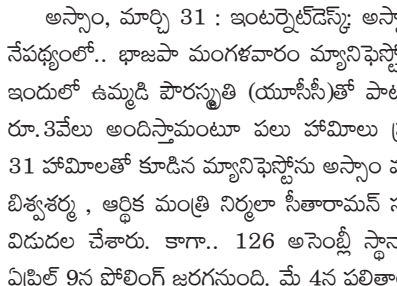 అస్సాం, మార్చి 31 : ఇంటర్నెట్‌డెస్క్: అస్సా
నేపథ్యంలో.. భాజపా మంగళవారం మ్యానిఫెస్టో
ఇందులో ఉమ్మడి పౌరస్మృతి (యూసీసీ)తో పాట
రూ.3వేలు అందిస్తామంటూ పలు హామీలు
31 హామీలతో కూడిన మ్యానిఫెస్టోను అస్సాం
బిశ్వశర్మ , ఆర్థిక మంత్రి నిర్మలా సీతారామన్
విడుదల చేశారు. కాగా.. 126 అసెంబ్లీ స్థాన
ఏప్రిల్ 9న పోలింగ్ జరగనుంది. మే 4న ఫలితా